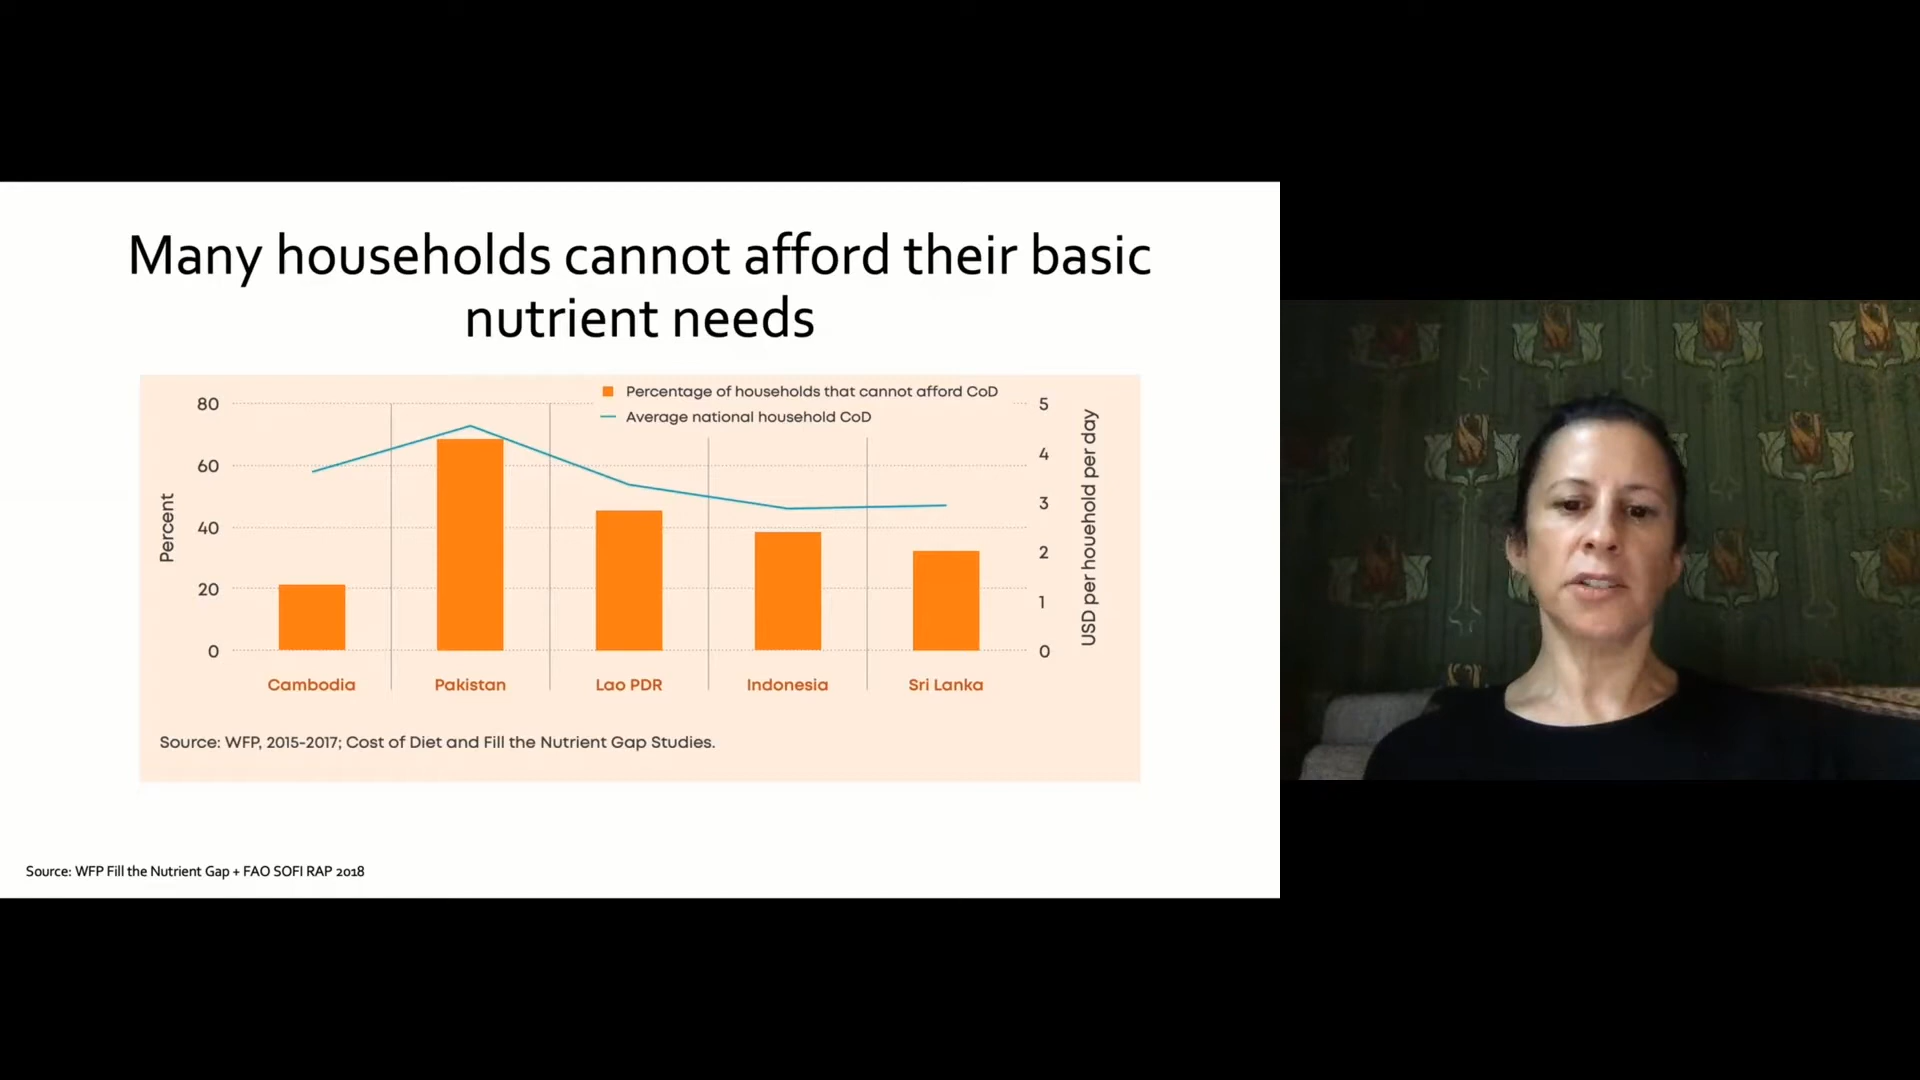 Many households cannot afford their basic
nutrient needs
Percentage of households that cannot afford CoD
Average national household CoD
80
60
40
20
0
Percent
5
4
3
2
1
0
USD per houehold per day
Cambodia
Pakistan
Lao PDR
Indonesia
Sri Lanka
Source: WFP, 2015-2017; Cost of Diet and Fill the Nutrient Gap Studies.
Source: WFP Fill the Nutrient Gap + FAO SOFI RAP 2018